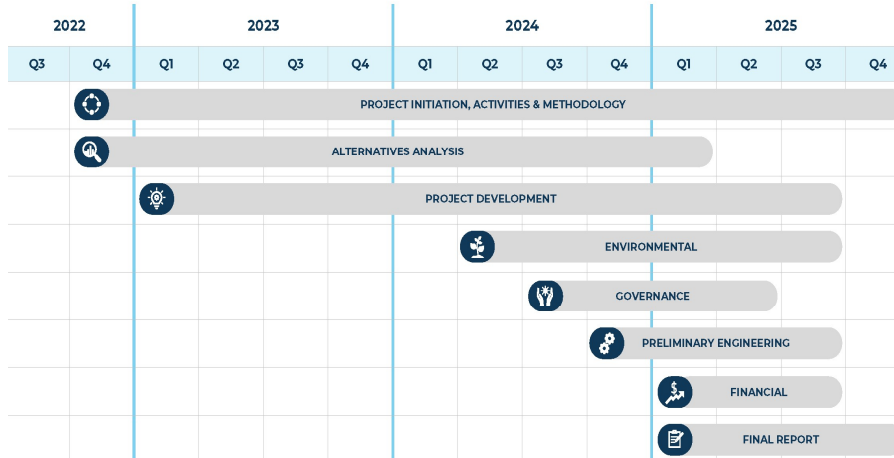 2022 2023 2024 2025
Q3 Q4 Q1 Q2 Q3 Q4 Q1 Q2 Q3 Q4 Q1 Q2 Q3 Q4
PROJECT INITIATION, ACTIVITIES & METHODOLOGY
ALTERNATIVES ANALYSIS
PROJECT DEVELOPMENT
ENVIRONMENTAL
GOVERNANCE
PRELIMINARY ENGINEERING
$ FINANCIAL
FINAL REPORT